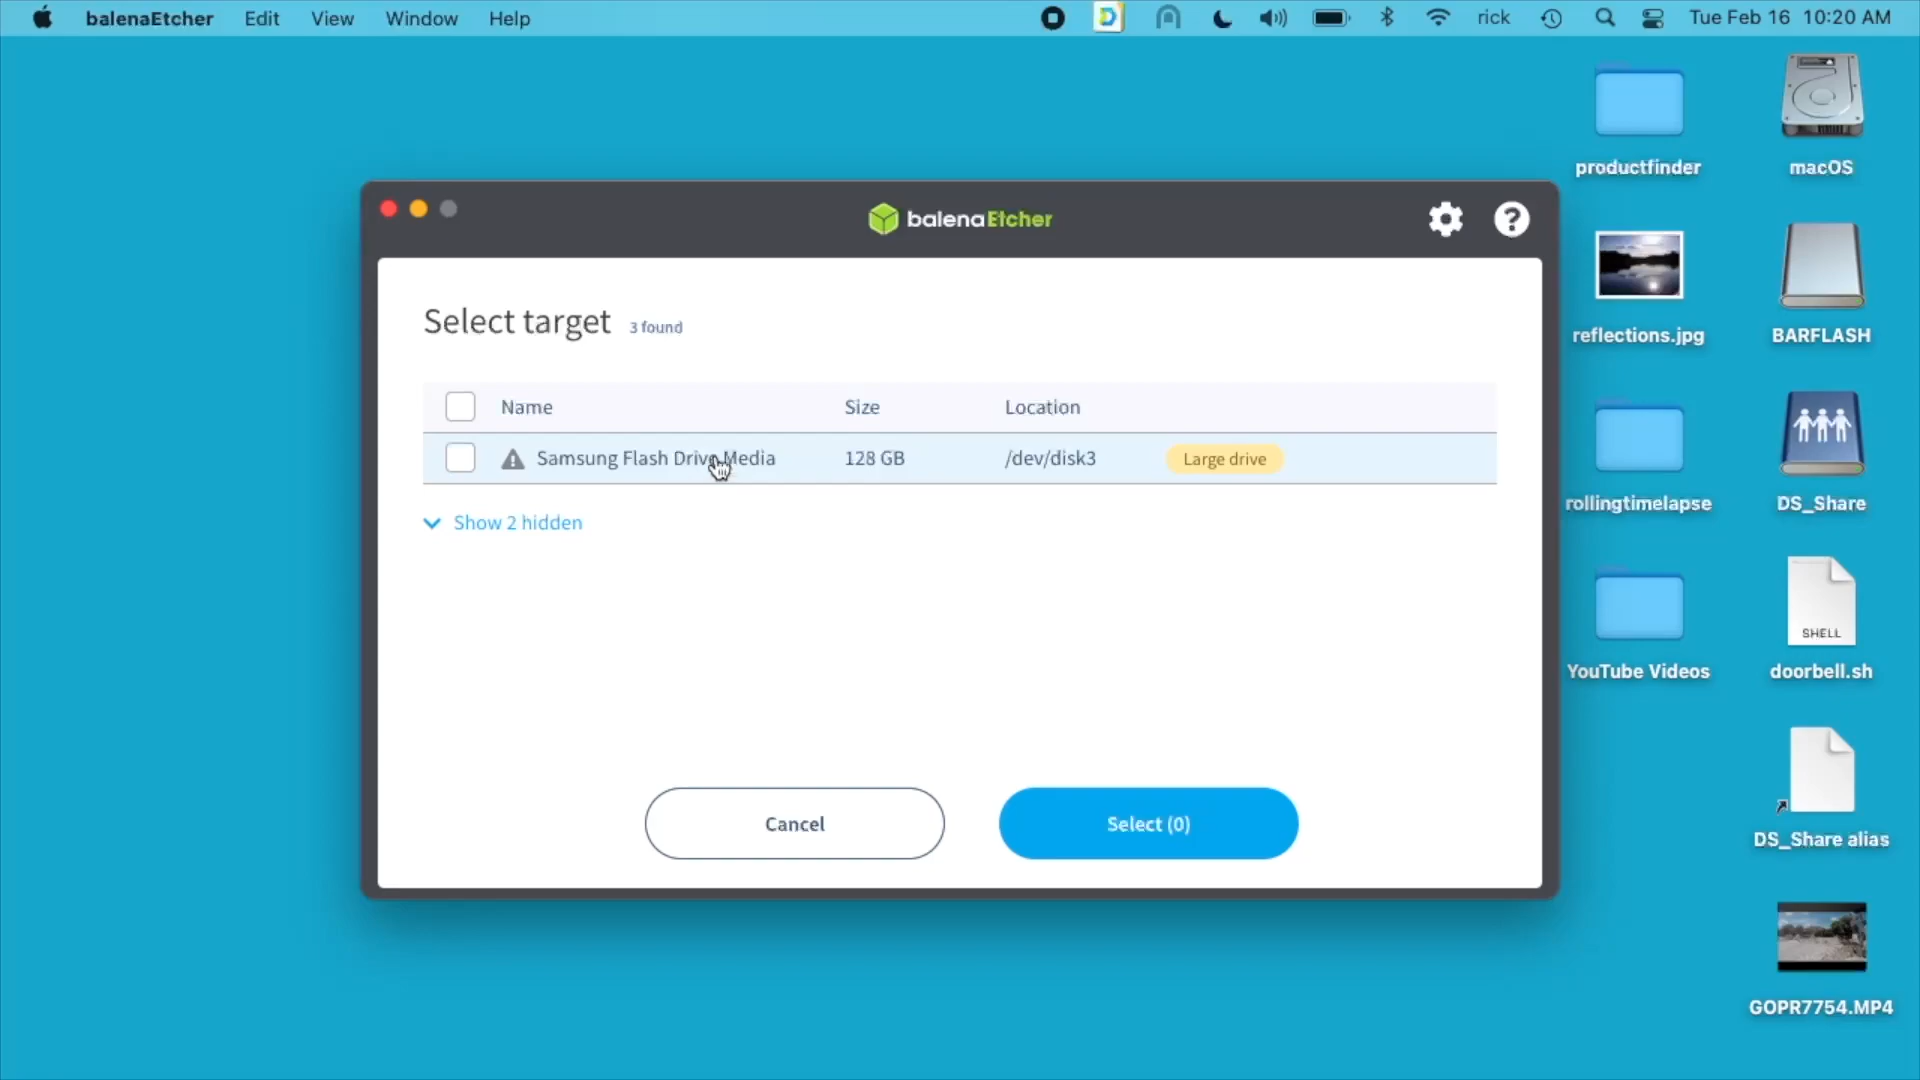 balenaEtcher Edit View Window Help rick Tue Feb 16 10:20 AM
balenaEtcher
Select target 3 found
Name Size Location
Samsung Flash Drive Media 128 GB /dev/disk3 Large drive
Show 2 hidden
Cancel Select (0)
productfinder macOS
reflections.jpg BARFLASH
rollingtimelapse DS_Share
SHELL
YouTube Videos doorbell.sh
DS_Share alias
GOPR7754.MP4